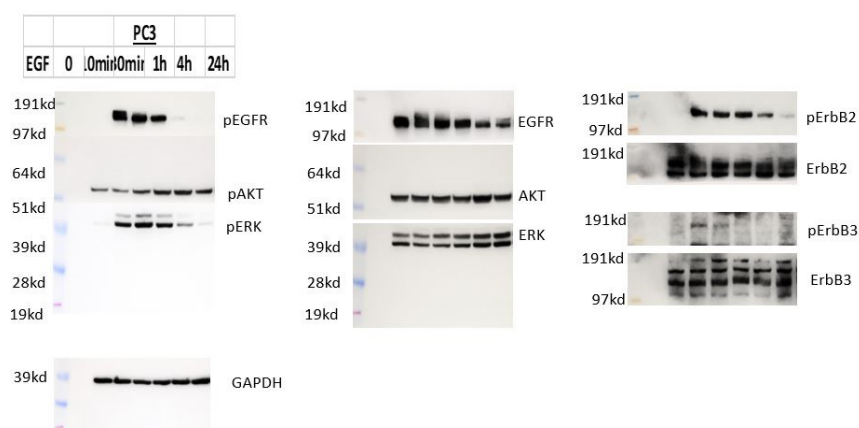 PC3
EGF 0 10min 30min 1h 4h 24h
191kd
97kd
64kd
51kd
39kd
28kd
19kd
pEGFR
pAKT
pERK
39kd
GAPDH
191kd
97kd
64kd
51kd
39kd
28kd
19kd
EGFR
AKT
ERK
191kd
97kd
pErbB2
191kd
ErbB2
191kd
pErbB3
191kd
97kd
ErbB3